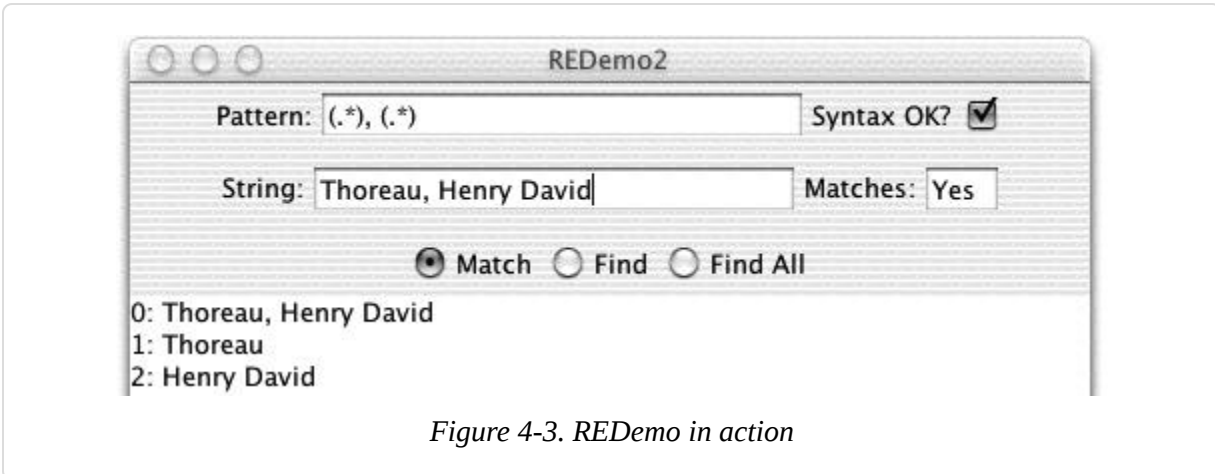 REDemo2
Pattern: (.*), (.*) Syntax OK?
String: Thoreau, Henry David Matches: Yes
Match Find Find All
0: Thoreau, Henry David
1: Thoreau
2: Henry David
Figure 4-3. REDemo in action